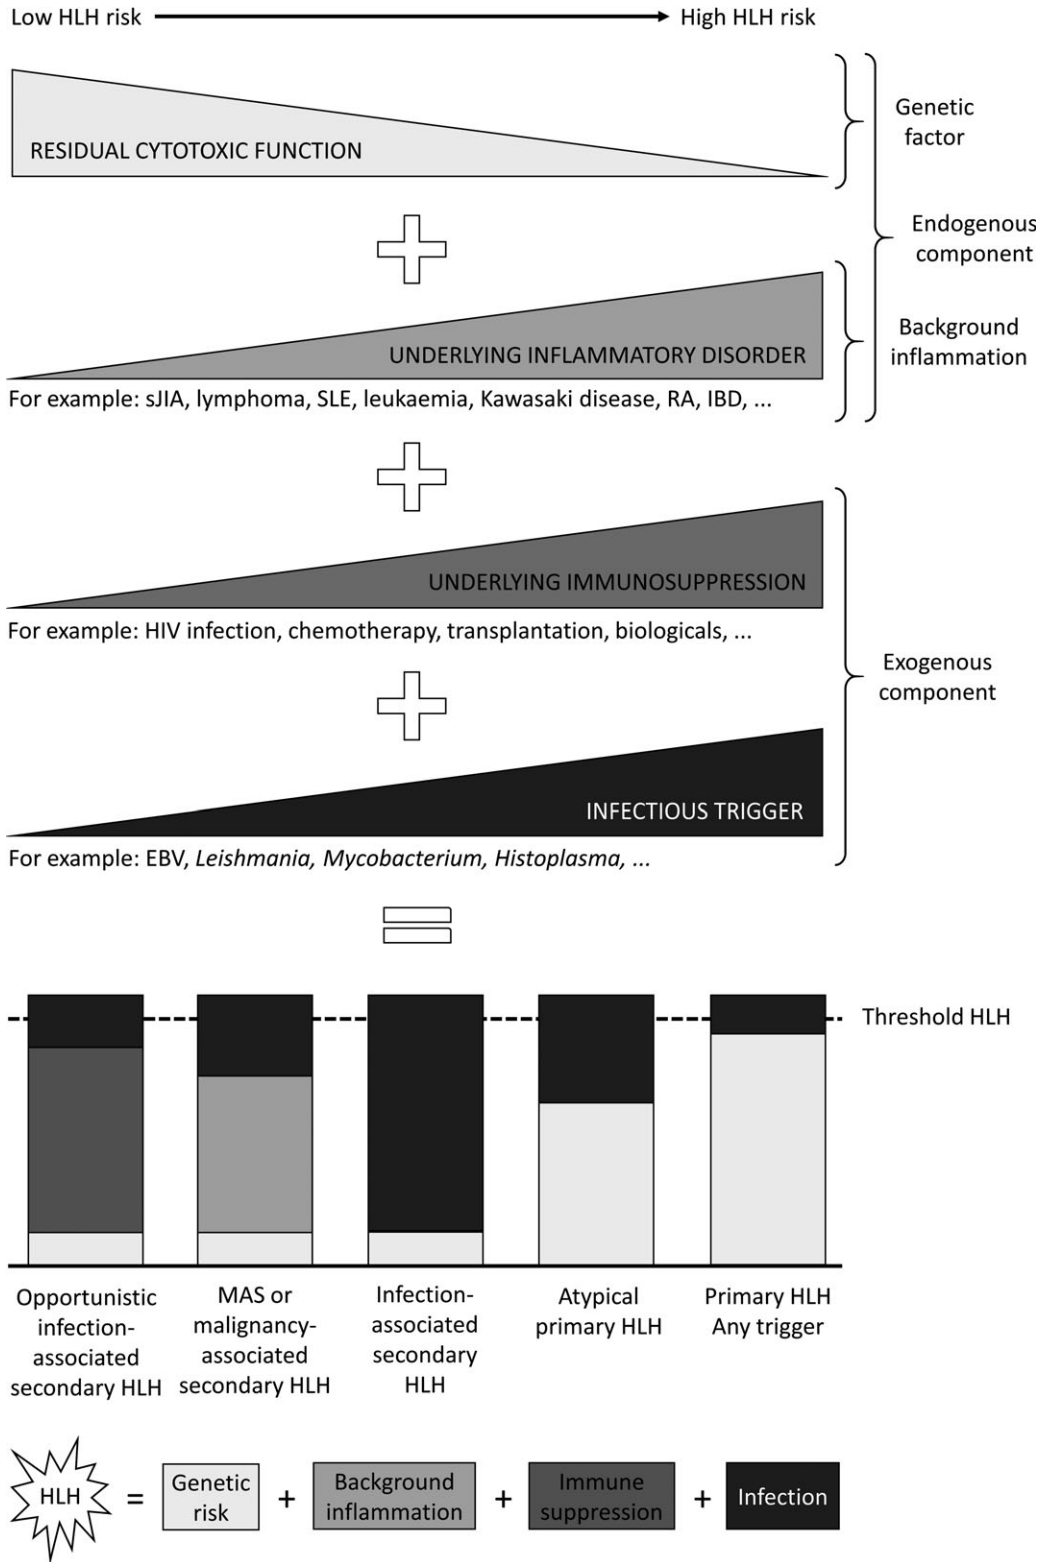 Low HLH risk
High HLH risk
RESIDUAL CYTOTOXIC FUNCTION
Genetic
factor
Endogenous
component
UNDERLYING INFLAMMATORY DISORDER
Background
inflammation
For example: sJIA, lymphoma, SLE, leukaemia, Kawasaki disease, RA, IBD, ...
UNDERLYING IMMUNOSUPPRESSION
For example: HIV infection, chemotherapy, transplantation, biologicals, ...
Exogenous
component
INFECTIOUS TRIGGER
For example: EBV, Leishmania, Mycobacterium, Histoplasma, ...
Threshold HLH
Opportunistic
infection-
associated
secondary HLH
MAS or
malignancy-
associated
secondary HLH
Infection-
associated
secondary
HLH
Atypical
primary HLH
Primary HLH
Any trigger
HLH
=
Genetic
risk
+
Background
inflammation
+
Immune
suppression
+
Infection